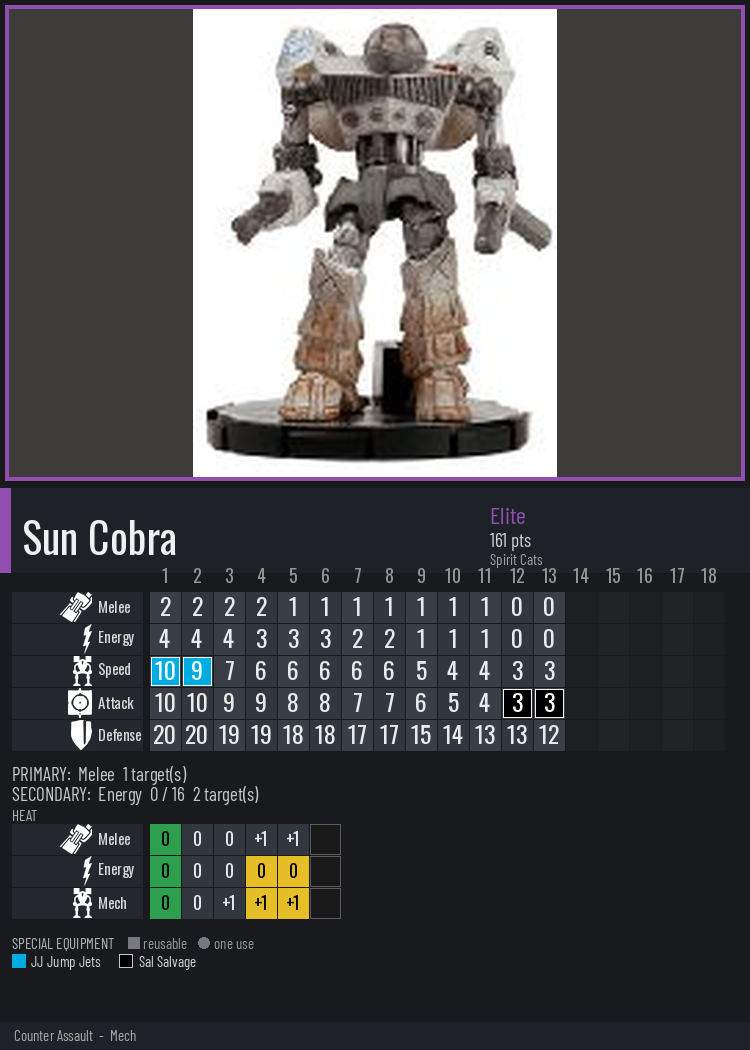 Sun Cobra
Elite
161 pts
Spirit Cats
1 2 3 4 5 6 7 8 9 10 11 12 13 14 15 16 17 18
Melee 2 2 2 2 1 1 1 1 1 1 1 0 0
Energy 4 4 4 3 3 3 2 2 1 1 1 0 0
Speed 10 9 7 6 6 6 6 6 5 4 4 3 3
Attack 10 10 9 9 8 8 7 7 6 5 4 3 3
Defense 20 20 19 19 18 18 17 17 15 14 13 13 12
PRIMARY: Melee 1 target(s)
SECONDARY: Energy 0 / 16 2 target(s)
HEAT
Melee 0 0 0 +1 +1
Energy 0 0 0 0 0
Mech 0 0 +1 +1 +1
SPECIAL EQUIPMENT reusable one use
JJ Jump Jets Sal Salvage
Counter Assault - Mech